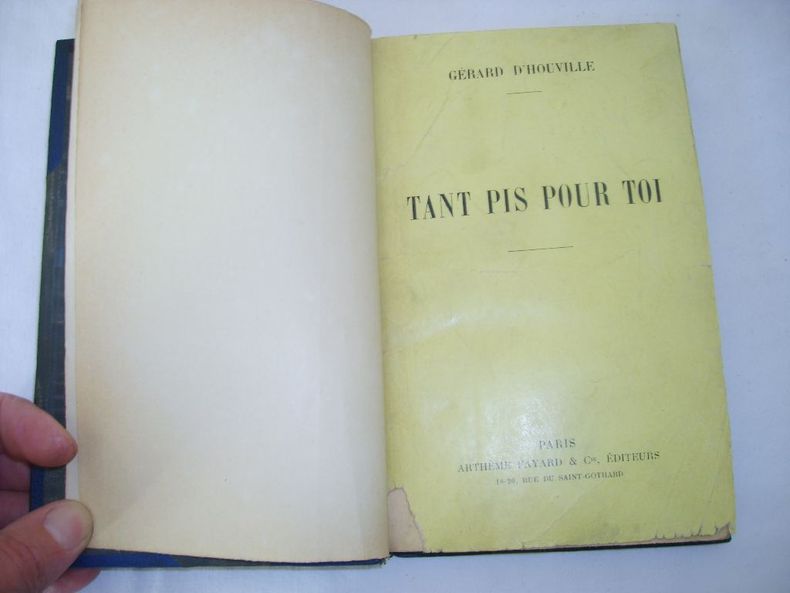 GÉRARD D'HOUVILLE
TANT PIS POUR TOI
PARIS
ARTHÈME FAYARD & Cie, ÉDITEURS
18-20, RUE DU SAINT-GOTHARD